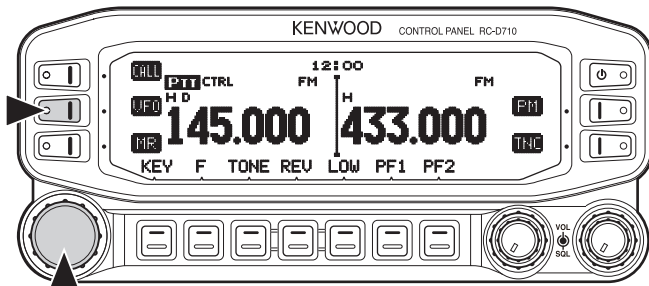 KENWOOD CONTROL PANEL RC-D710
CALL 12:00
PTT CTRL FM FM
VFO H D H PM
145.000 433.000
MR TNC
KEY F TONE REV LOW PF1 PF2
VOL
SQL